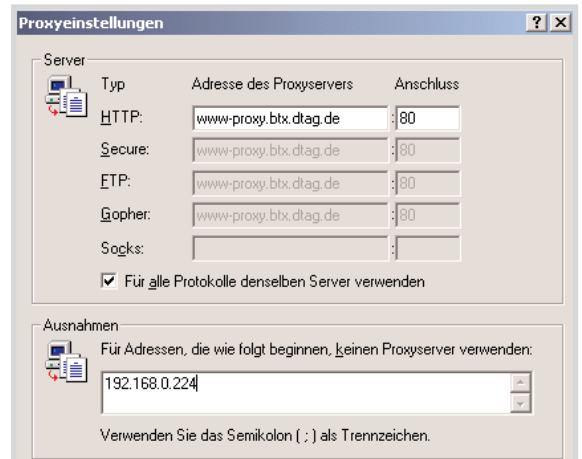 Proxyeinstellungen
Server
Typ Adresse des Proxyservers Anschluss
HTTP: www-proxy.btx.dtag.de : 80
Secure: www-proxy.btx.dtag.de : 80
FTP: www-proxy.btx.dtag.de : 80
Gopher: www-proxy.btx.dtag.de : 80
Socks: :
Für alle Protokolle denselben Server verwenden
Ausnahmen
Für Adressen, die wie folgt beginnen, keinen Proxyserver verwenden:
192.168.0.224
Verwenden Sie das Semikolon ( ; ) als Trennzeichen.